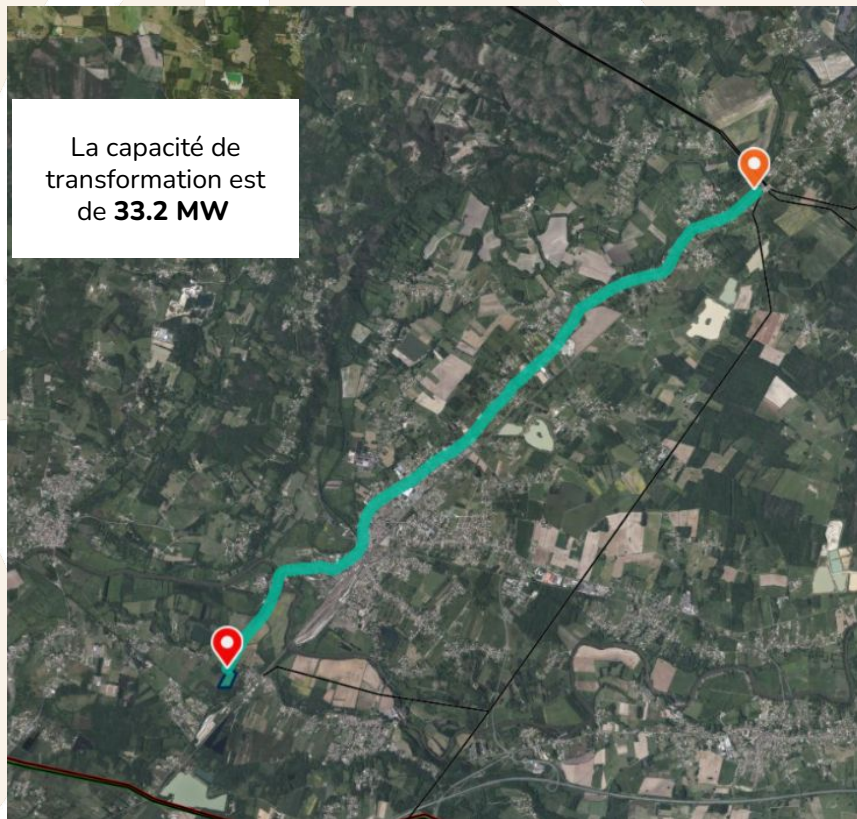 La capacité de
transformation est
de 33.2 MW